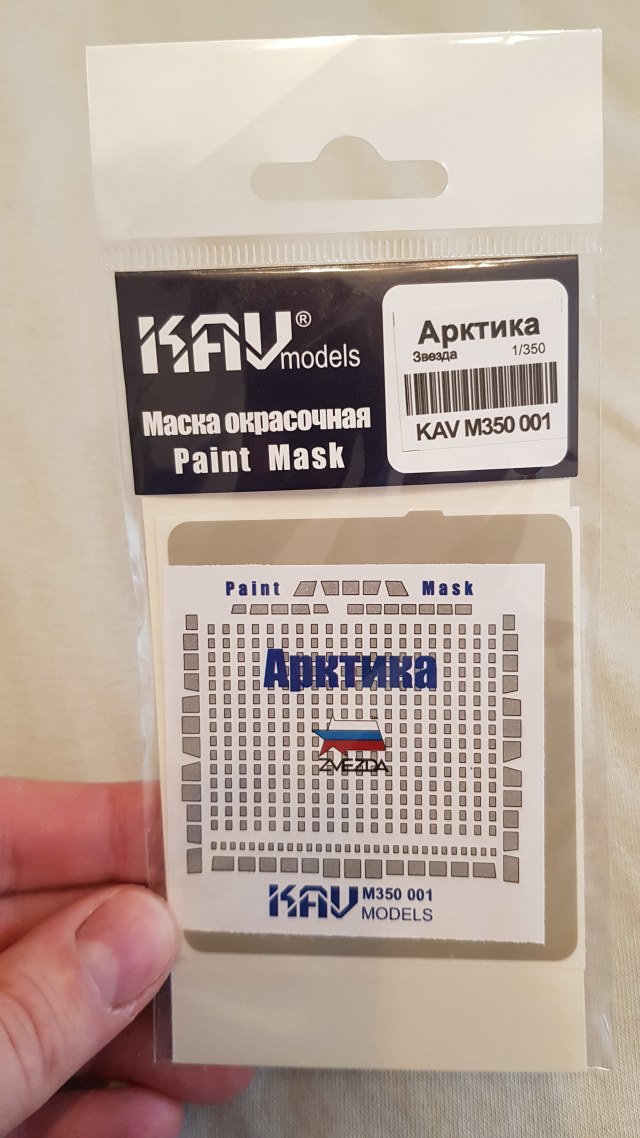 KAV® models
Маска окрасочная
Paint Mask
Арктика
Звезда 1/350
KAV M350 001
Paint Mask
Арктика
ZVEZDA
KAV M350 001
MODELS